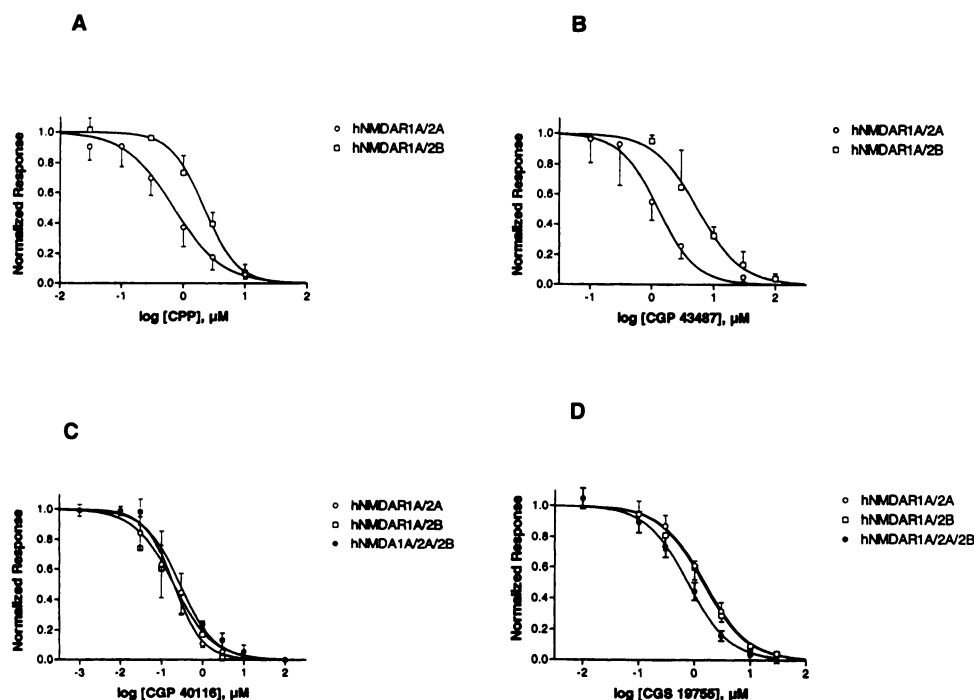 A
hNMDAR1A/2A
hNMDAR1A/2B
Normalized Response
1.0
0.8
0.6
0.4
0.2
0.0
-2
-1
0
1
2
log [CPP], µM
B
hNMDAR1A/2A
hNMDAR1A/2B
Normalized Response
1.0
0.8
0.6
0.4
0.2
0.0
-1
0
1
2
log [CGP 43487], µM
C
hNMDAR1A/2A
hNMDAR1A/2B
hNMDA1A/2A/2B
Normalized Response
1.0
0.8
0.6
0.4
0.2
0.0
-3
-2
-1
0
1
2
log [CGP 40116], µM
D
hNMDAR1A/2A
hNMDAR1A/2B
hNMDAR1A/2A/2B
Normalized Response
1.0
0.8
0.6
0.4
0.2
0.0
-2
-1
0
1
2
log [CGS 19755], µM